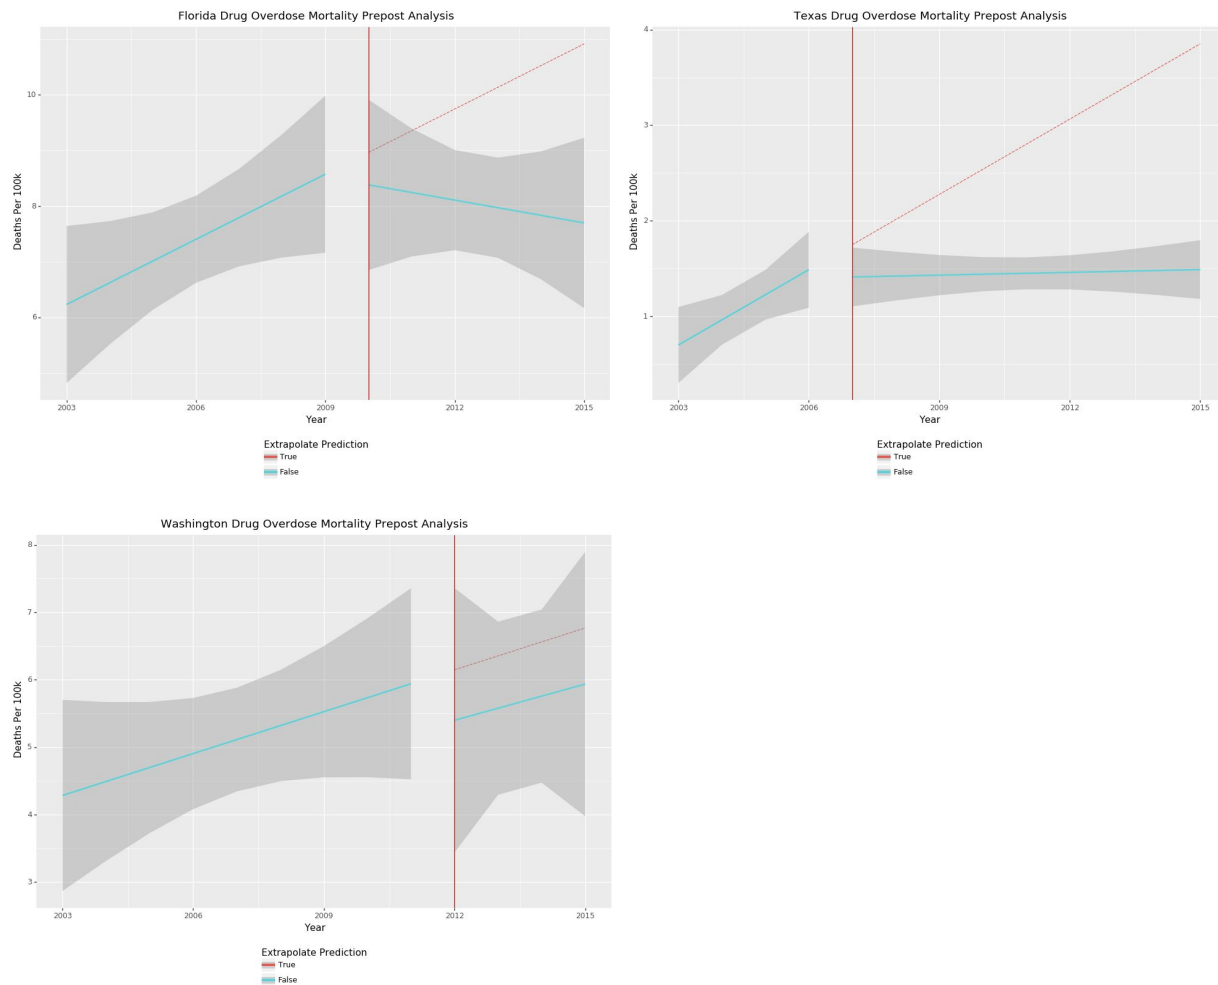 Florida Drug Overdose Mortality Prepost Analysis
Deaths Per 100k
10
8
6
2003 2006 2009 2012 2015
Year
Extrapolate Prediction
True
False
Texas Drug Overdose Mortality Prepost Analysis
Deaths Per 100k
4
3
2
1
2003 2006 2009 2012 2015
Year
Extrapolate Prediction
True
False
Washington Drug Overdose Mortality Prepost Analysis
Deaths Per 100k
8
7
6
5
4
3
2003 2006 2009 2012 2015
Year
Extrapolate Prediction
True
False